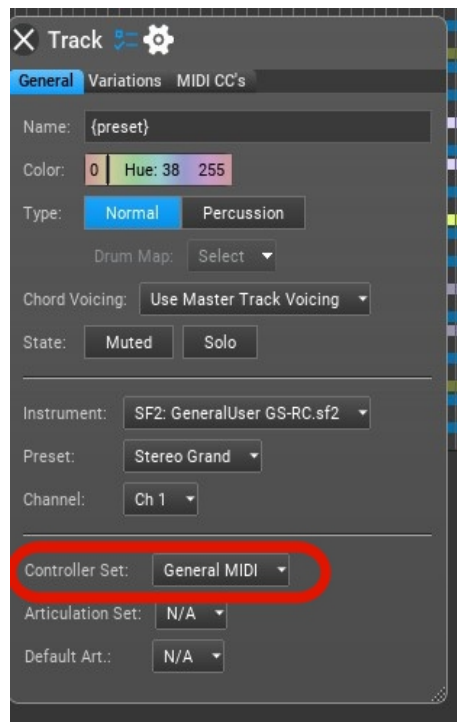 Track
General Variations MIDI CC's
Name: {preset}
Color: 0 Hue: 38 255
Type: Normal Percussion
Drum Map: Select
Chord Voicing: Use Master Track Voicing
State: Muted Solo
Instrument: SF2: GeneralUser GS-RC.sf2
Preset: Stereo Grand
Channel: Ch 1
Controller Set: General MIDI
Articulation Set: N/A
Default Art.: N/A